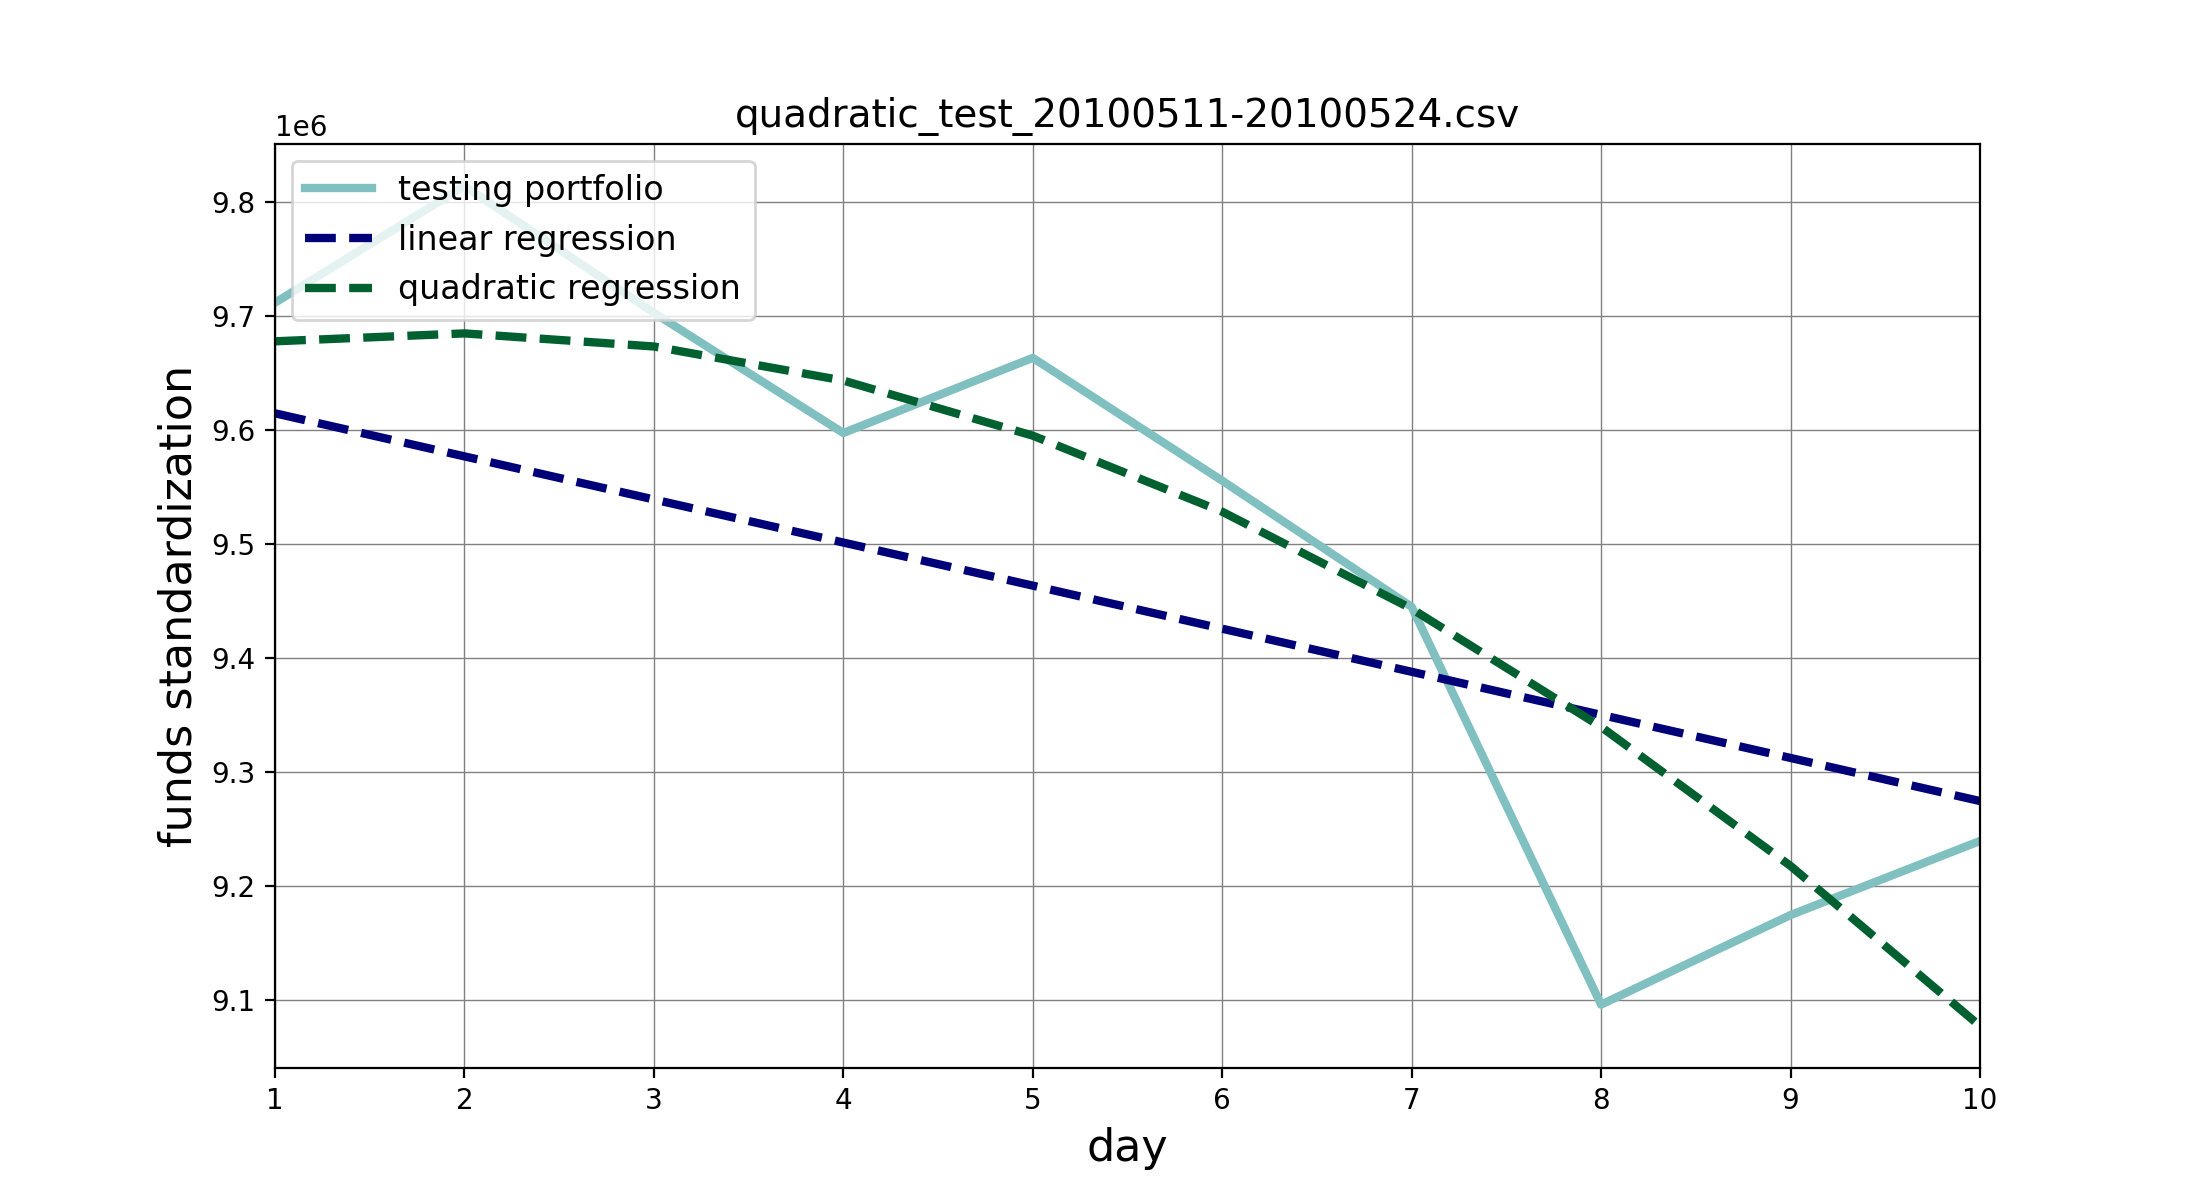 quadratic_test_20100511-20100524.csv
1e6
testing portfolio
linear regression
quadratic regression
9.8
9.7
9.6
9.5
9.4
9.3
9.2
9.1
funds standardization
1 2 3 4 5 6 7 8 9 10
day